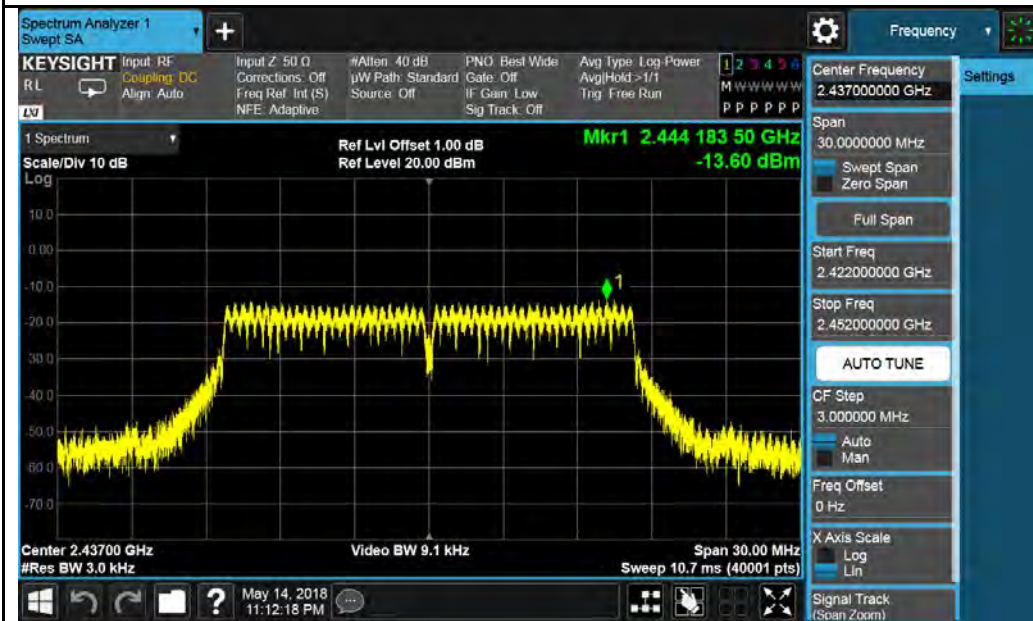 Spectrum Analyzer 1
Swept SA
+
Frequency
KEYSIGHT
RL
LXI
Input: RF
Coupling: DC
Align: Auto
Input Z: 50 Ω
Corrections: Off
Freq Ref: Int (S)
NFE: Adaptive
#Atten: 40 dB
µW Path: Standard
Source: Off
PNO: Best Wide
Gate: Off
IF Gain: Low
Sig Track: Off
Avg Type: Log-Power
Avg|Hold:>1/1
Trig: Free Run
1 2 3 4 5 6
M W W W W W
P P P P P P
1 Spectrum
Scale/Div 10 dB
Log
Ref Lvl Offset 1.00 dB
Ref Level 20.00 dBm
Mkr1 2.444 183 50 GHz
-13.60 dBm
10.0
0.00
-10.0
-20.0
-30.0
-40.0
-50.0
-60.0
-70.0
1
Center 2.43700 GHz
#Res BW 3.0 kHz
Video BW 9.1 kHz
Span 30.00 MHz
Sweep 10.7 ms (40001 pts)
?
May 14, 2018
11:12:18 PM
Center Frequency
2.437000000 GHz
Span
30.0000000 MHz
Swept Span
Zero Span
Full Span
Start Freq
2.422000000 GHz
Stop Freq
2.452000000 GHz
AUTO TUNE
CF Step
3.000000 MHz
Auto
Man
Freq Offset
0 Hz
X Axis Scale
Log
Lin
Signal Track
(Span Zoom)
Settings